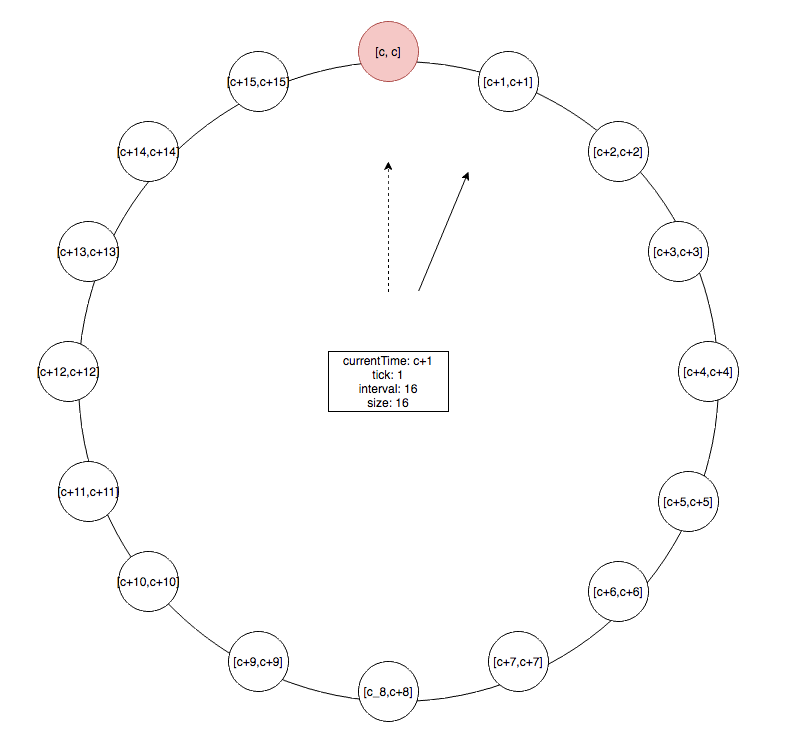 [c, c]
[c+1,c+1]
[c+2,c+2]
[c+3,c+3]
[c+4,c+4]
[c+5,c+5]
[c+6,c+6]
[c+7,c+7]
[c_8,c+8]
[c+9,c+9]
[c+10,c+10]
[c+11,c+11]
[c+12,c+12]
[c+13,c+13]
[c+14,c+14]
[c+15,c+15]
currentTime: c+1
tick: 1
interval: 16
size: 16